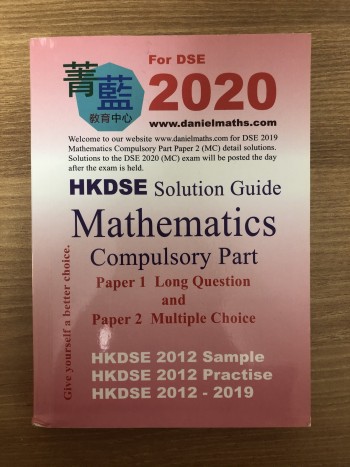 For DSE
菁藍
教育中心
2020
www.danielmaths.com
Welcome to our website www.danielmaths.com for DSE 2019
Mathematics Compulsory Part Paper 2 (MC) detail solutions.
Solutions to the DSE 2020 (MC) exam will be posted the day
after the exam is held.
HKDSE Solution Guide
Mathematics
Compulsory Part
Paper 1 Long Question
and
Paper 2 Multiple Choice
Give yourself a better choice.
HKDSE 2012 Sample
HKDSE 2012 Practise
HKDSE 2012 - 2019